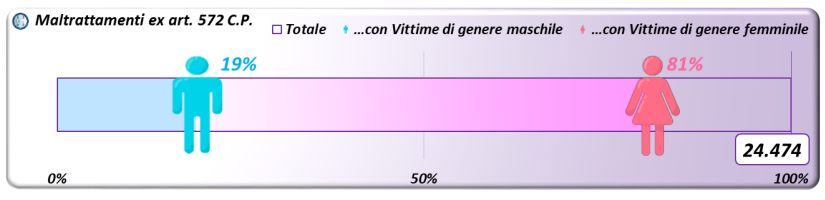 Maltrattamenti ex art. 572 C.P.
Totale ...con Vittime di genere maschile ...con Vittime di genere femminile
19% 81%
24.474
0% 50% 100%